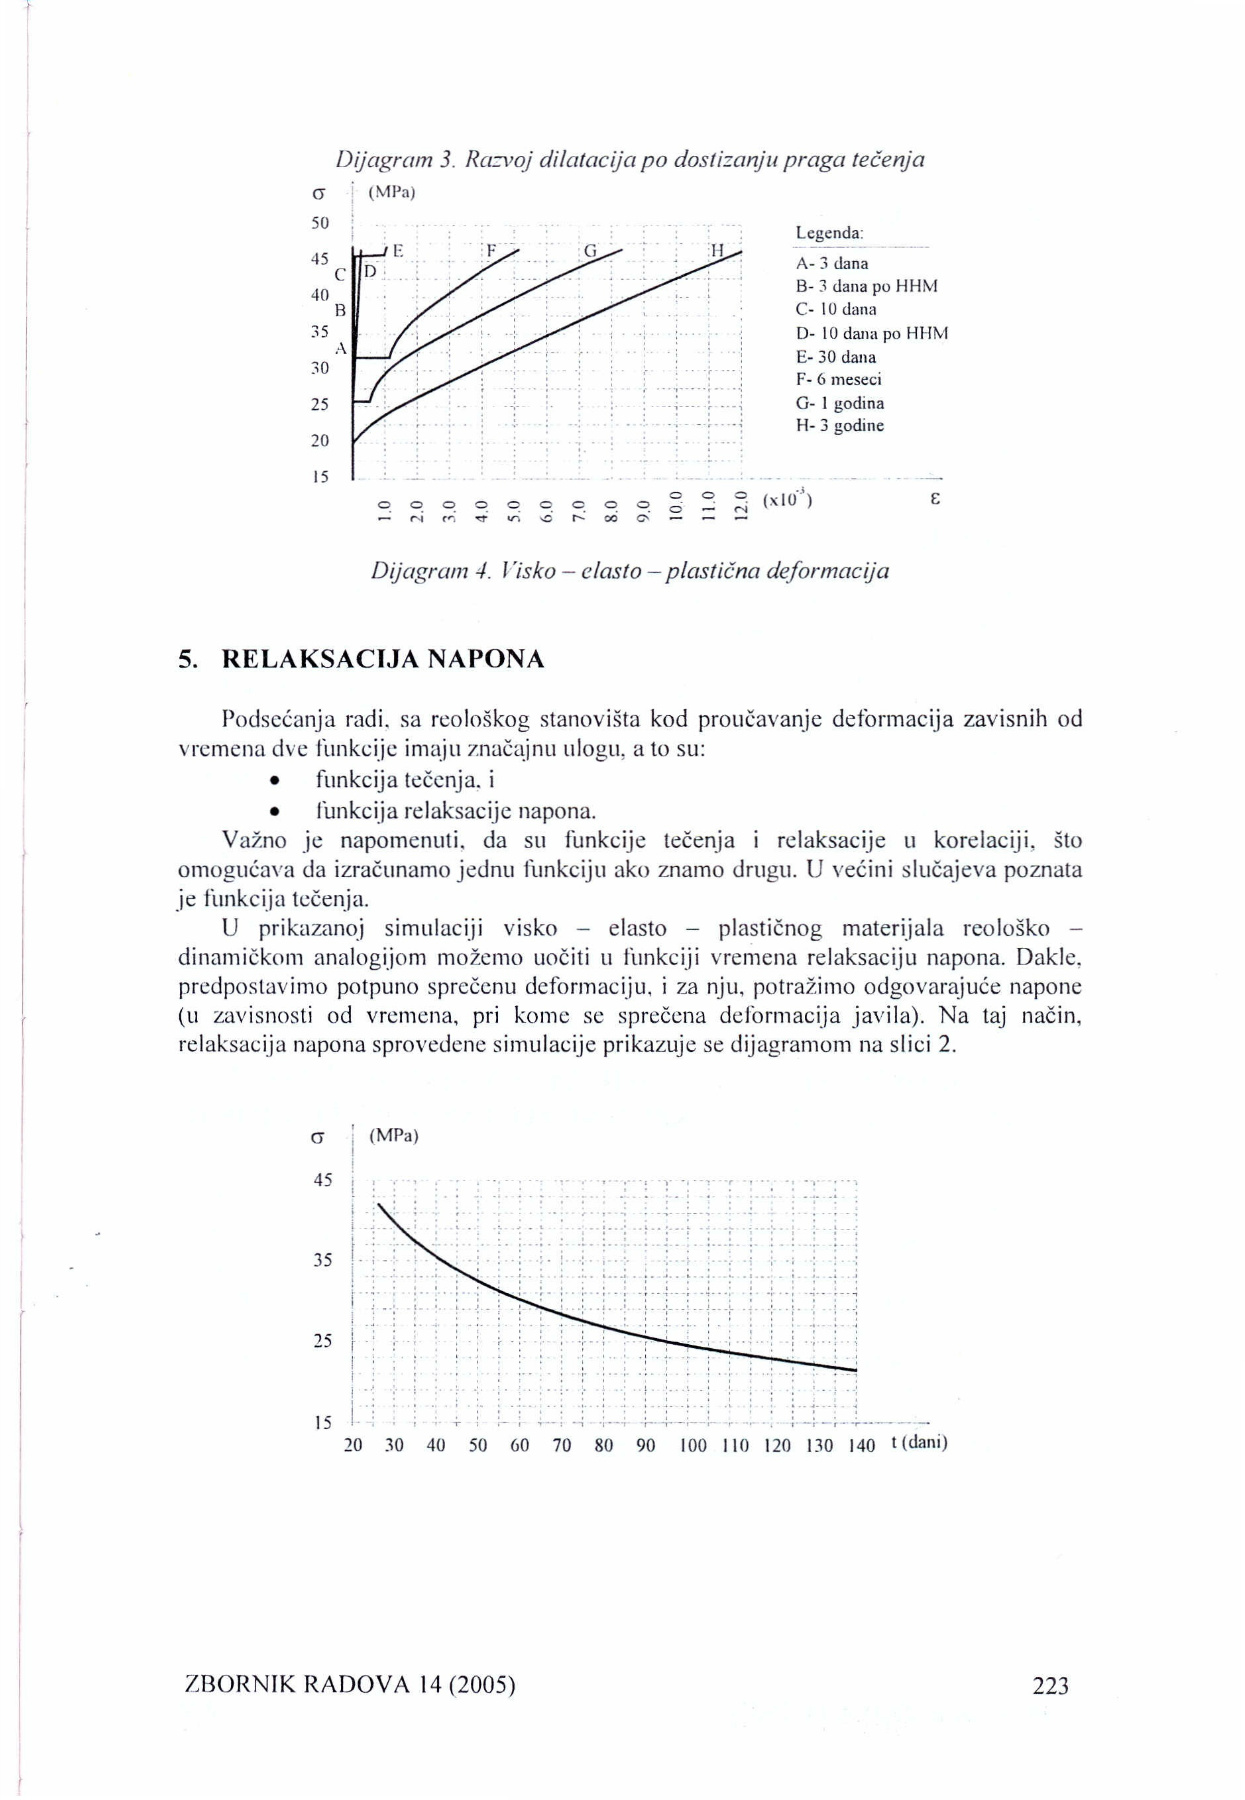 Dijagram 3. Razvoj dilatacija po dostizanju praga tečenja
σ (MPa)
50
45
40
35
30
25
20
15
A
B
C
D
E
F
G
H
Legenda:
A- 3 dana
B- 3 dana po HHM
C- 10 dana
D- 10 dana po HHM
E- 30 dana
F- 6 meseci
G- 1 godina
H- 3 godine
1.0 2.0 3.0 4.0 5.0 6.0 7.0 8.0 9.0 10.0 11.0 12.0 (x10⁻³) ε
Dijagram 4. Visko – elasto – plastična deformacija
5. RELAKSACIJA NAPONA
Podsećanja radi, sa reološkog stanovišta kod proučavanje deformacija zavisnih od
vremena dve funkcije imaju značajnu ulogu, a to su:
• funkcija tečenja, i
• funkcija relaksacije napona.
Važno je napomenuti, da su funkcije tečenja i relaksacije u korelaciji, što
omogućava da izračunamo jednu funkciju ako znamo drugu. U većini slučajeva poznata
je funkcija tečenja.
U prikazanoj simulaciji visko – elasto – plastičnog materijala reološko –
dinamičkom analogijom možemo uočiti u funkciji vremena relaksaciju napona. Dakle,
predpostavimo potpuno sprečenu deformaciju, i za nju, potražimo odgovarajuće napone
(u zavisnosti od vremena, pri kome se sprečena deformacija javila). Na taj način,
relaksacija napona sprovedene simulacije prikazuje se dijagramom na slici 2.
σ (MPa)
45
35
25
15
20 30 40 50 60 70 80 90 100 110 120 130 140 t (dani)
ZBORNIK RADOVA 14 (2005) 223